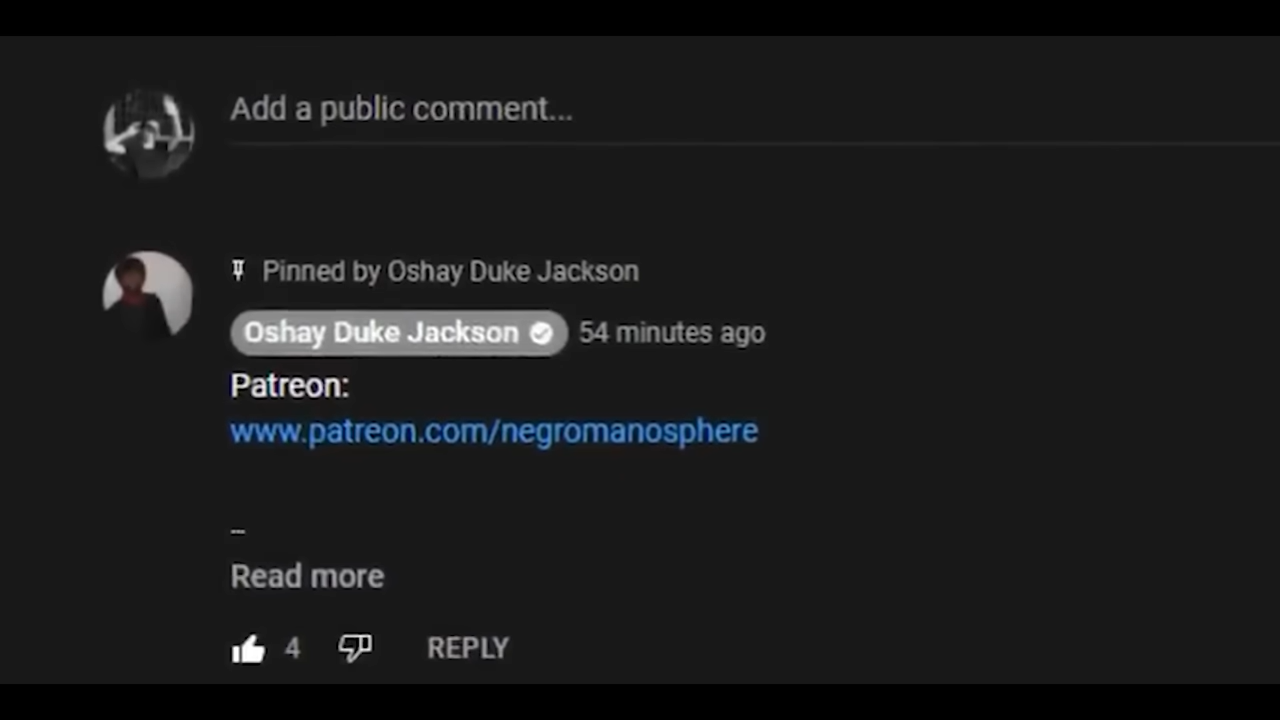 Add a public comment...
Pinned by Oshay Duke Jackson
Oshay Duke Jackson 54 minutes ago
Patreon:
www.patreon.com/negromanosphere
--
Read more
4 REPLY